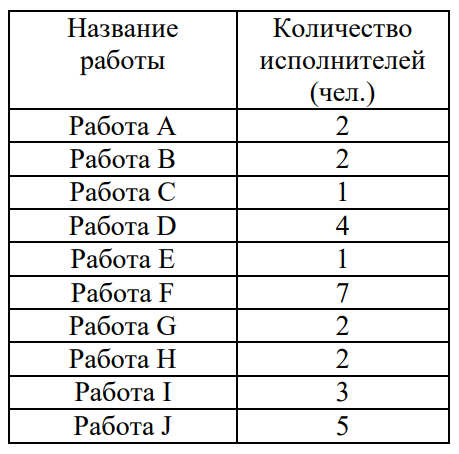 Название Количество
работы исполнителей
(чел.)
Работа A 2
Работа B 2
Работа C 1
Работа D 4
Работа E 1
Работа F 7
Работа G 2
Работа H 2
Работа I 3
Работа J 5